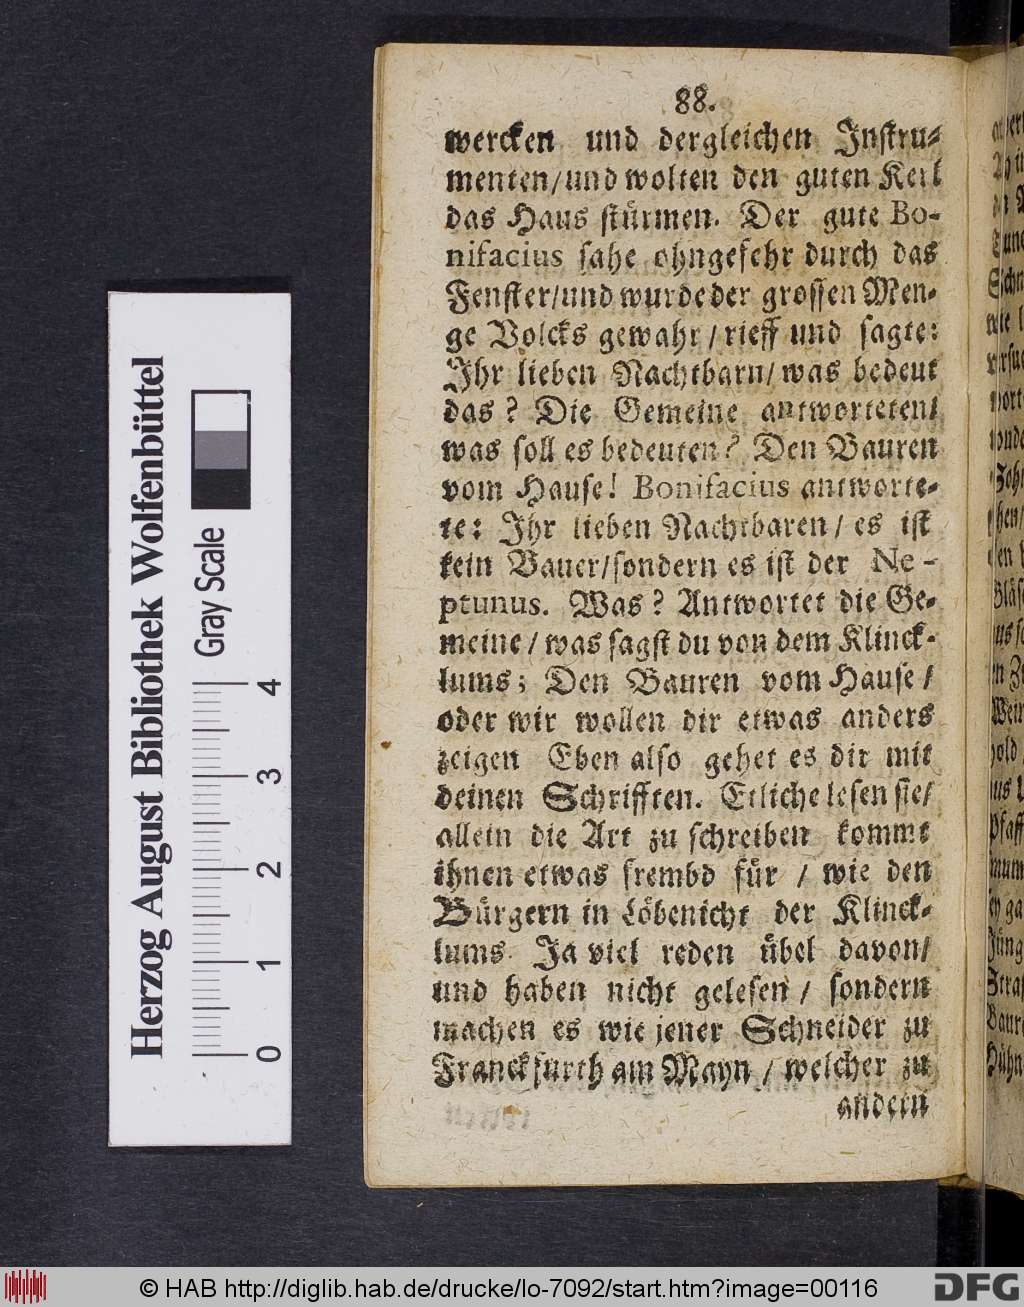 88.
wercken und dergleichen Instru-
menten/und wolten den guten Kerl
das Haus stürmen. Der gute Bo-
nifacius sahe ohngefehr durch das
Fenster/und wurde der grossen Men-
ge Volcks gewahr/rieff und sagte:
Ihr lieben Nachtbarn/was bedeut
das? Die Gemeine antworteten/
was soll es bedeuten? Den Bauren
vom Hause! Bonifacius antworte-
te: Ihr lieben Nachtbaren/ es ist
kein Bauer/sondern es ist der Ne-
ptunus. Was? Antwortet die Ge-
meine/was sagst du von dem Klinck-
lums; Den Bauren vom Hause/
oder wir wollen dir etwas anders
zeigen Eben also gehet es dir mit
deinen Schrifften. Etliche lesen sie/
allein die Art zu schreiben kommt
ihnen etwas frembd für / wie den
Bürgern in Löbenicht der Klinck-
lums. Ja viel reden übel davon/
und haben nicht gelesen / sondern
machen es wie jener Schneider zu
Franckfurth am Mayn / welcher zu
andern
Herzog August Bibliothek Wolfenbüttel
Gray Scale
0 1 2 3 4
© HAB http://diglib.hab.de/drucke/lo-7092/start.htm?image=00116
DFG